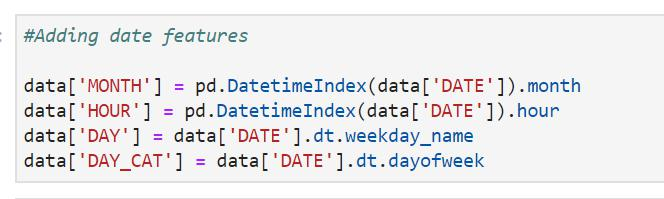 #Adding date features
data['MONTH'] = pd.DatetimeIndex(data['DATE']).month
data['HOUR'] = pd.DatetimeIndex(data['DATE']).hour
data['DAY'] = data['DATE'].dt.weekday_name
data['DAY_CAT'] = data['DATE'].dt.dayofweek